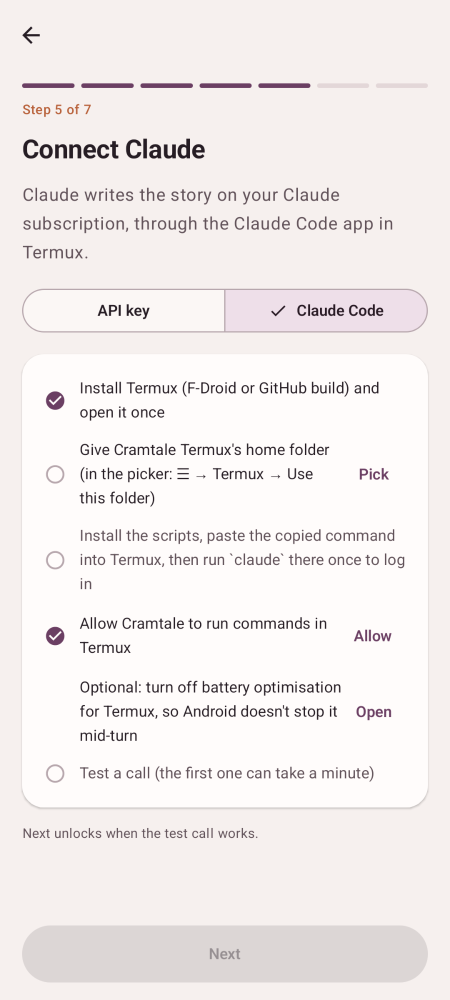 Step 5 of 7
Connect Claude
Claude writes the story on your Claude
subscription, through the Claude Code app in
Termux.
API key
Claude Code
Install Termux (F-Droid or GitHub build) and
open it once
Give Cramtale Termux's home folder
(in the picker: ☰ → Termux → Use
this folder)
Pick
Install the scripts, paste the copied command
into Termux, then run `claude` there once to log
in
Allow Cramtale to run commands in
Termux
Allow
Optional: turn off battery optimisation
for Termux, so Android doesn't stop it
mid-turn
Open
Test a call (the first one can take a minute)
Next unlocks when the test call works.
Next